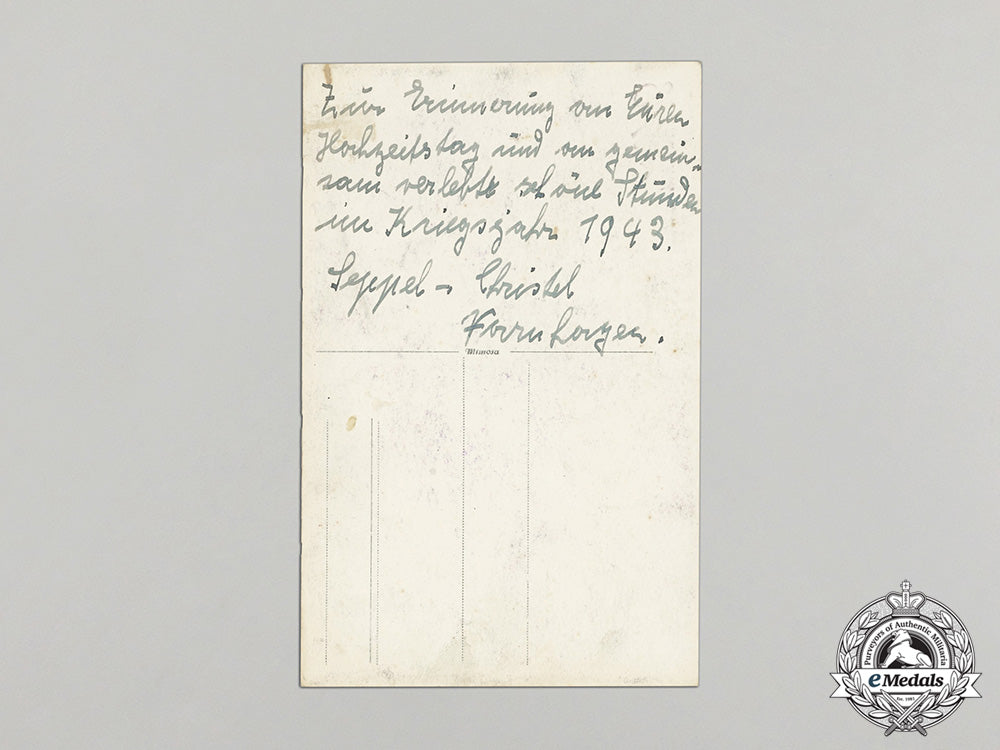 Zur Erinnerung an Euren
Hochzeitstag und an gemein-
sam verlebte schöne Stunden
im Kriegsjahr 1943.
Seppel - Christel
Mimosa
Purveyors of Authentic Militaria
eMedals